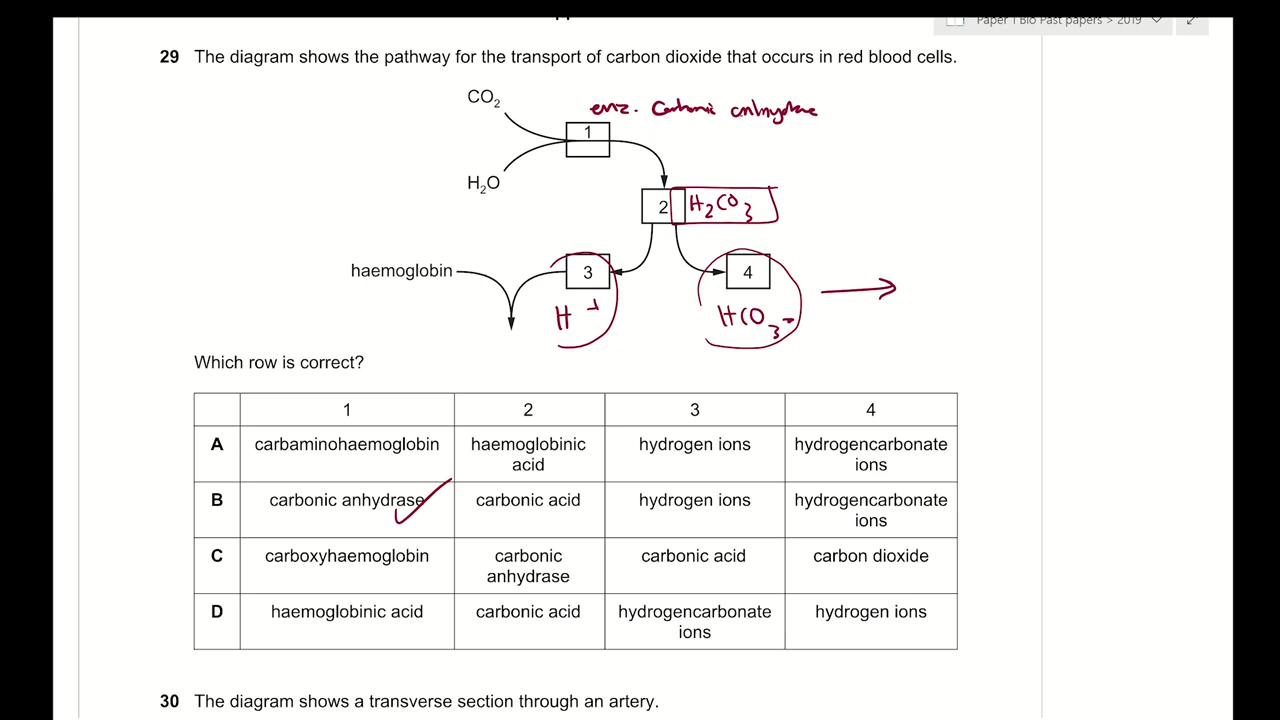 Paper 1 Bio Past papers > 2019
29 The diagram shows the pathway for the transport of carbon dioxide that occurs in red blood cells.
CO2
enz. Carbonic anhydrase
1
H2O
2 H2CO3
haemoglobin
3
4
H+
HCO3-
Which row is correct?
1 2 3 4
A carbaminohaemoglobin haemoglobinic acid hydrogen ions hydrogencarbonate ions
B carbonic anhydrase carbonic acid hydrogen ions hydrogencarbonate ions
C carboxyhaemoglobin carbonic anhydrase carbonic acid carbon dioxide
D haemoglobinic acid carbonic acid hydrogencarbonate ions hydrogen ions
30 The diagram shows a transverse section through an artery.